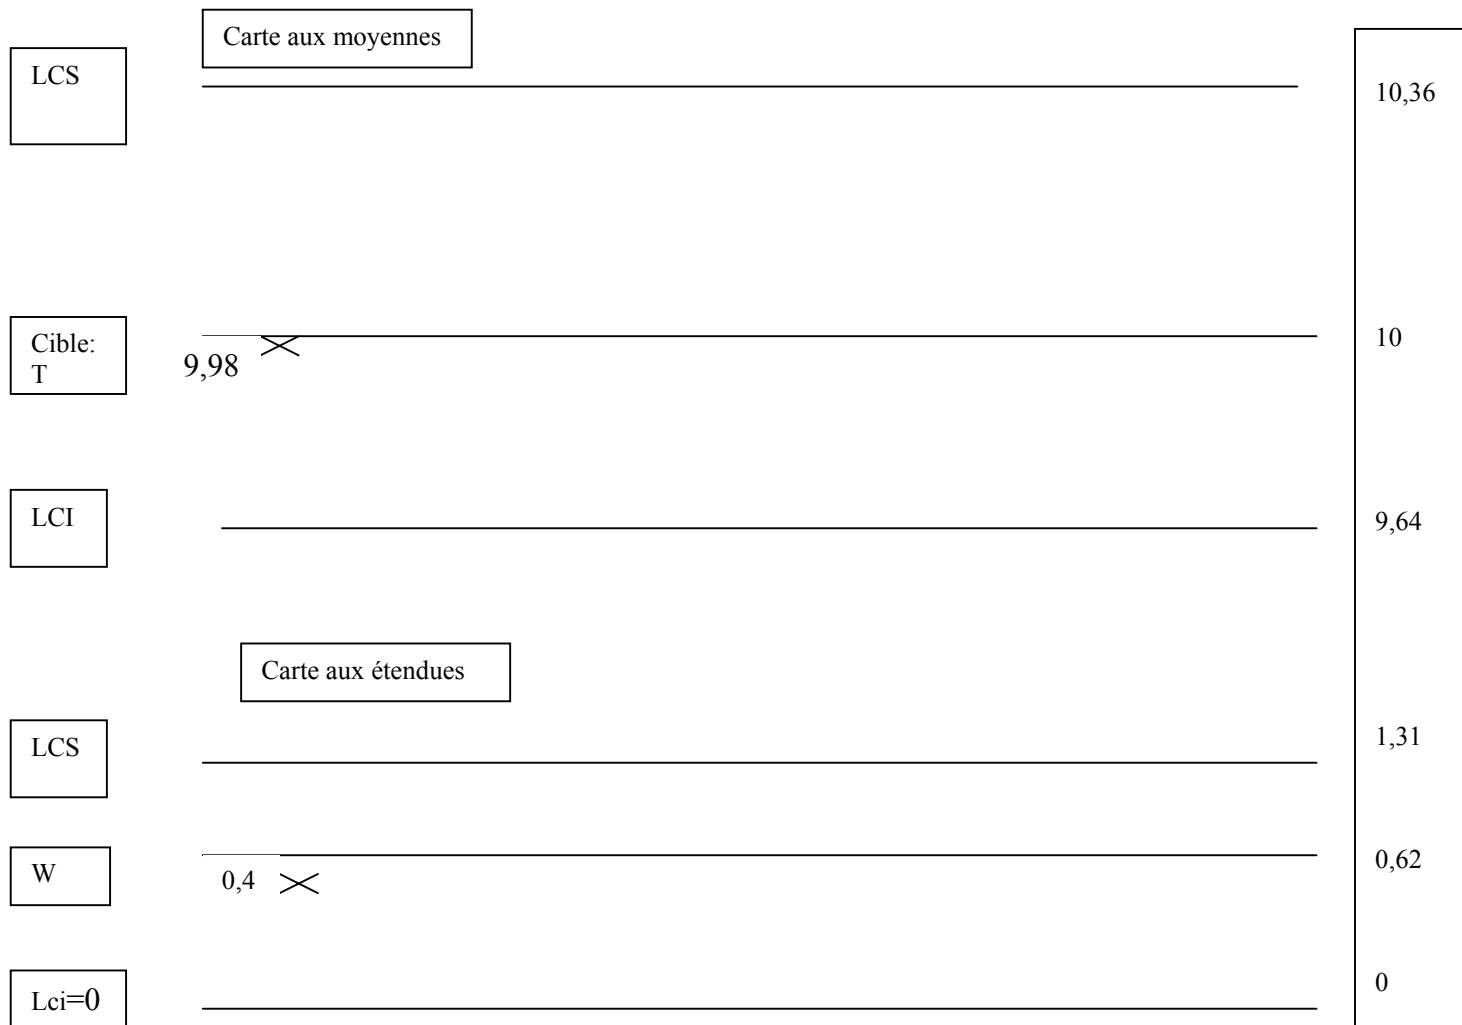 Carte aux moyennes
LCS
10,36
Cible:
T
9,98
10
LCI
9,64
Carte aux étendues
LCS
1,31
W
0,4
0,62
Lci=0
0